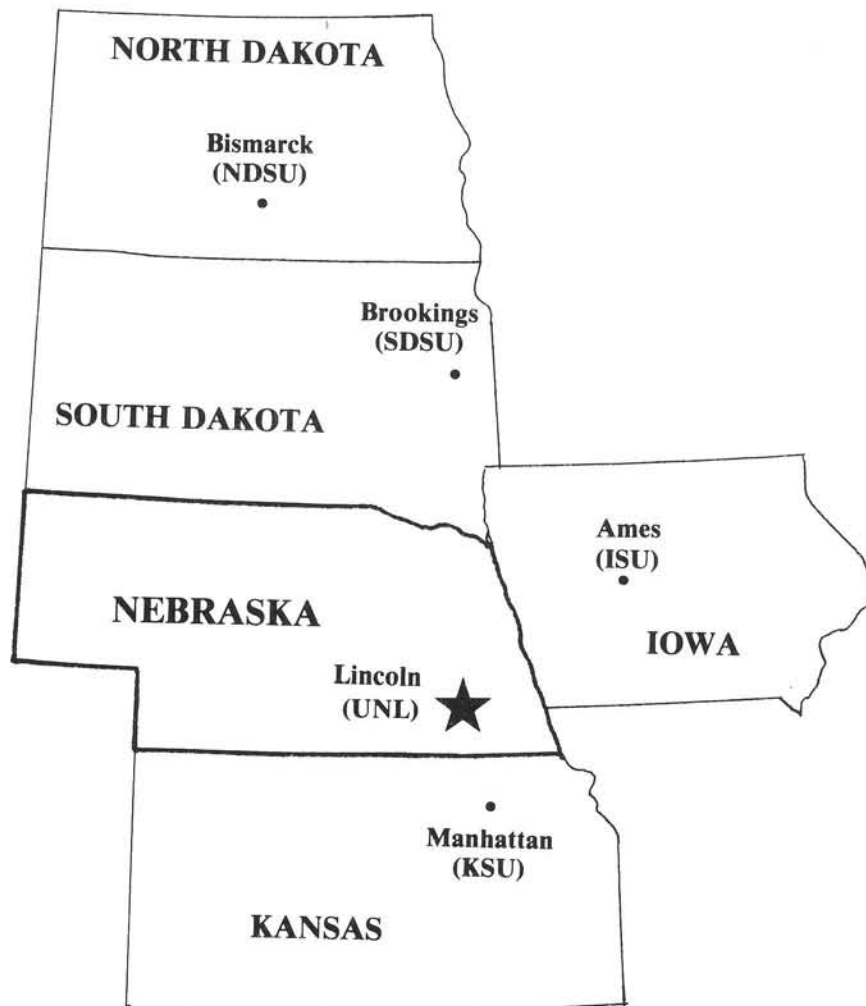 NORTH DAKOTA
Bismarck
(NDSU)
Brookings
(SDSU)
SOUTH DAKOTA
Ames
(ISU)
NEBRASKA
IOWA
Lincoln
(UNL)
Manhattan
(KSU)
KANSAS